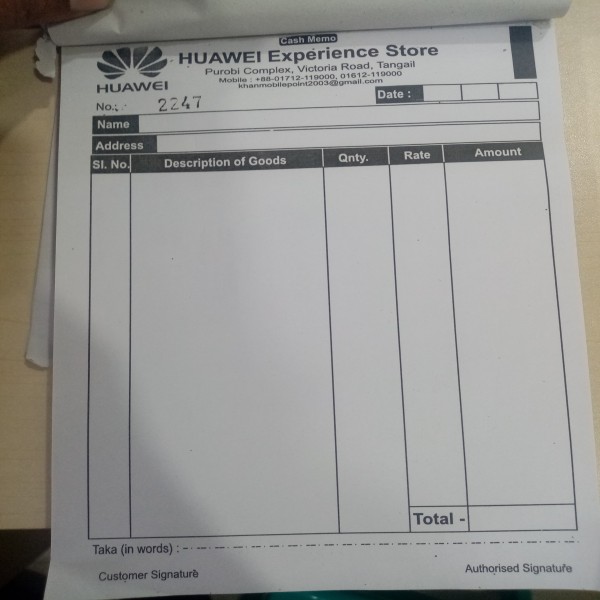 Cash Memo
HUAWEI Experience Store
Purobi Complex, Victoria Road, Tangail
Mobile : +88-01712-119000, 01612-119000
khanmobilepoint2003@gmail.com
HUAWEI
No.: 2247
Date :
Name
Address
Sl. No. Description of Goods Qnty. Rate Amount
Total -
Taka (in words) :
Customer Signature Authorised Signature